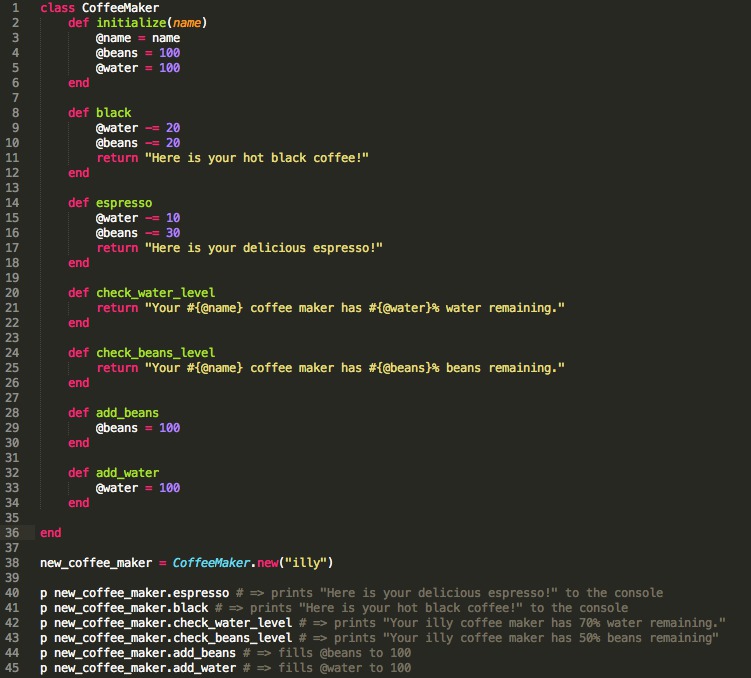 1 class CoffeeMaker
2     def initialize(name)
3         @name = name
4         @beans = 100
5         @water = 100
6     end
7
8     def black
9         @water -= 20
10         @beans -= 20
11         return "Here is your hot black coffee!"
12     end
13
14     def espresso
15         @water -= 10
16         @beans -= 30
17         return "Here is your delicious espresso!"
18     end
19
20     def check_water_level
21         return "Your #{@name} coffee maker has #{@water}% water remaining."
22     end
23
24     def check_beans_level
25         return "Your #{@name} coffee maker has #{@beans}% beans remaining."
26     end
27
28     def add_beans
29         @beans = 100
30     end
31
32     def add_water
33         @water = 100
34     end
35
36 end
37
38 new_coffee_maker = CoffeeMaker.new("illy")
39
40 p new_coffee_maker.espresso # => prints "Here is your delicious espresso!" to the console
41 p new_coffee_maker.black # => prints "Here is your hot black coffee!" to the console
42 p new_coffee_maker.check_water_level # => prints "Your illy coffee maker has 70% water remaining."
43 p new_coffee_maker.check_beans_level # => prints "Your illy coffee maker has 50% beans remaining"
44 p new_coffee_maker.add_beans # => fills @beans to 100
45 p new_coffee_maker.add_water # => fills @water to 100